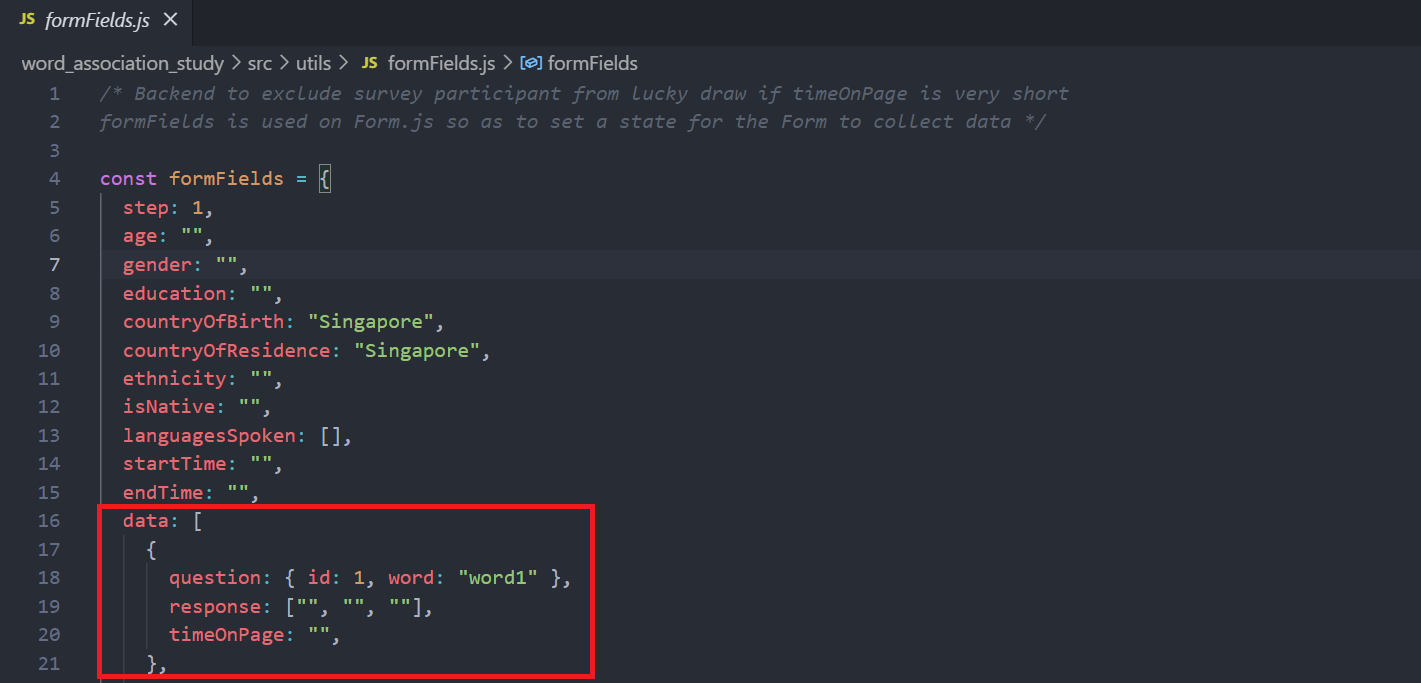 JS formFields.js ×
word_association_study > src > utils > JS formFields.js > formFields
1 /* Backend to exclude survey participant from lucky draw if timeOnPage is very short
2 formFields is used on Form.js so as to set a state for the Form to collect data */
3
4 const formFields = {
5   step: 1,
6   age: "",
7   gender: "",
8   education: "",
9   countryOfBirth: "Singapore",
10   countryOfResidence: "Singapore",
11   ethnicity: "",
12   isNative: "",
13   languagesSpoken: [],
14   startTime: "",
15   endTime: "",
16   data: [
17     {
18       question: { id: 1, word: "word1" },
19       response: ["", "", ""],
20       timeOnPage: "",
21     },